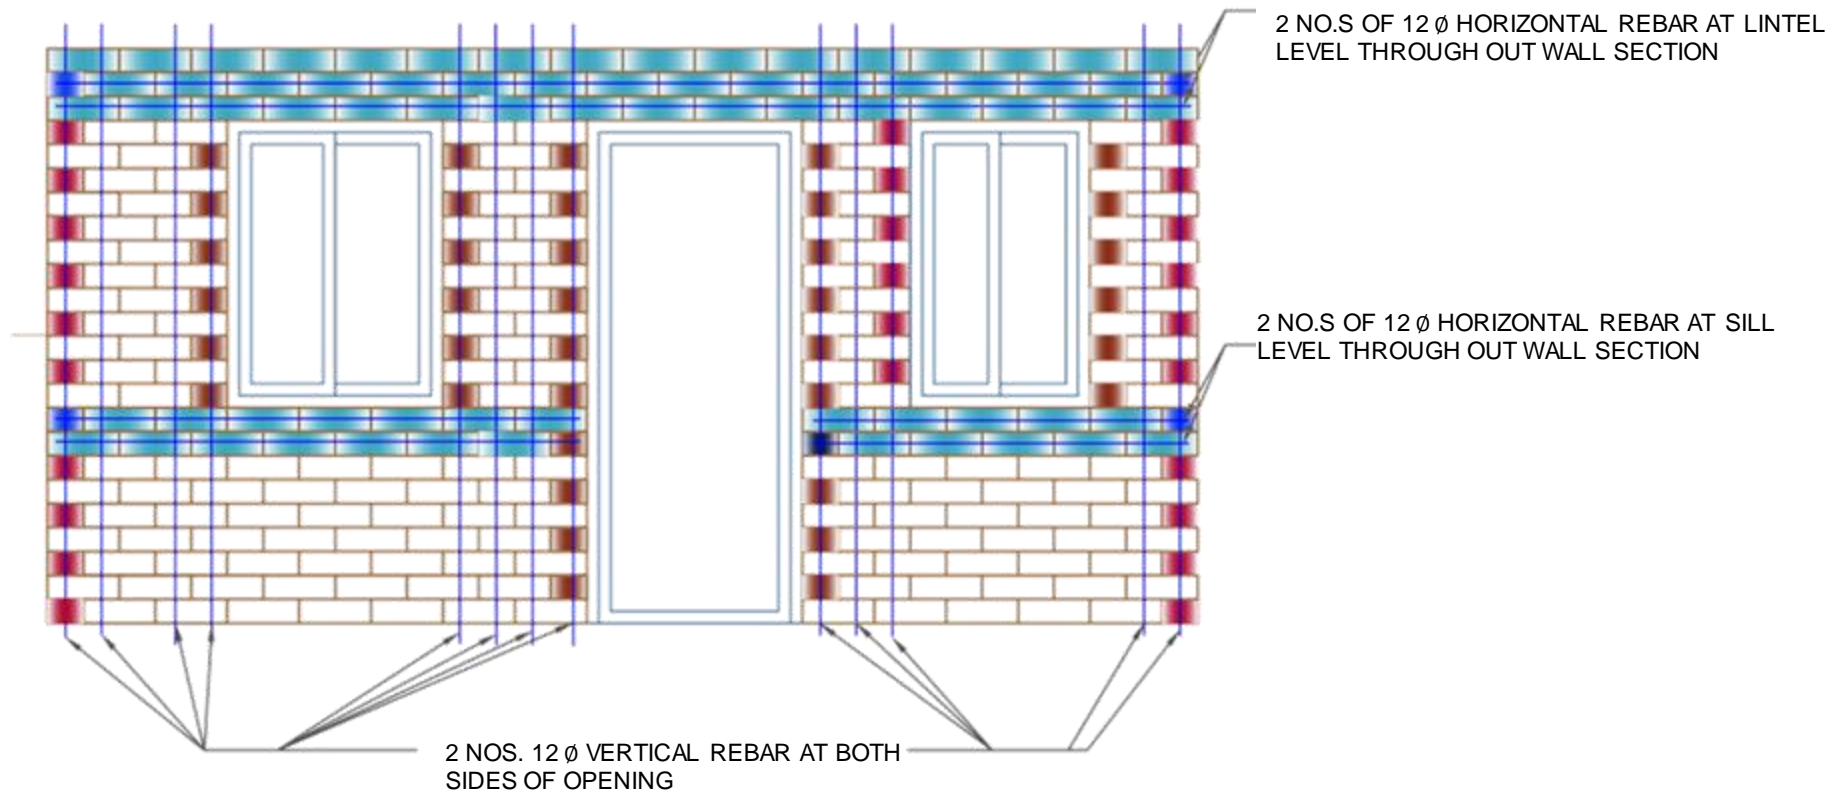 2 NO.S OF 12 Ø HORIZONTAL REBAR AT LINTEL
LEVEL THROUGH OUT WALL SECTION
2 NO.S OF 12 Ø HORIZONTAL REBAR AT SILL
LEVEL THROUGH OUT WALL SECTION
2 NOS. 12 Ø VERTICAL REBAR AT BOTH
SIDES OF OPENING